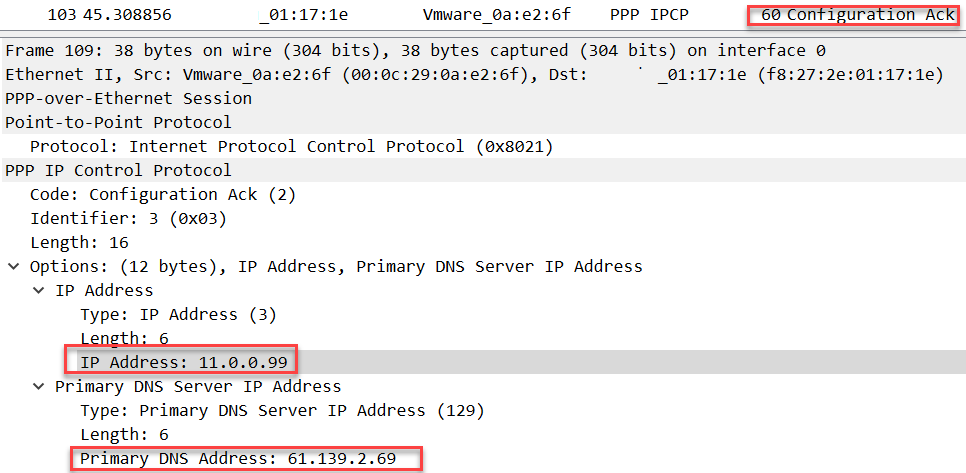 103 45.308856 _01:17:1e Vmware_0a:e2:6f PPP IPCP 60 Configuration Ack
Frame 109: 38 bytes on wire (304 bits), 38 bytes captured (304 bits) on interface 0
Ethernet II, Src: Vmware_0a:e2:6f (00:0c:29:0a:e2:6f), Dst: _01:17:1e (f8:27:2e:01:17:1e)
PPP-over-Ethernet Session
Point-to-Point Protocol
Protocol: Internet Protocol Control Protocol (0x8021)
PPP IP Control Protocol
Code: Configuration Ack (2)
Identifier: 3 (0x03)
Length: 16
Options: (12 bytes), IP Address, Primary DNS Server IP Address
IP Address
Type: IP Address (3)
Length: 6
IP Address: 11.0.0.99
Primary DNS Server IP Address
Type: Primary DNS Server IP Address (129)
Length: 6
Primary DNS Address: 61.139.2.69